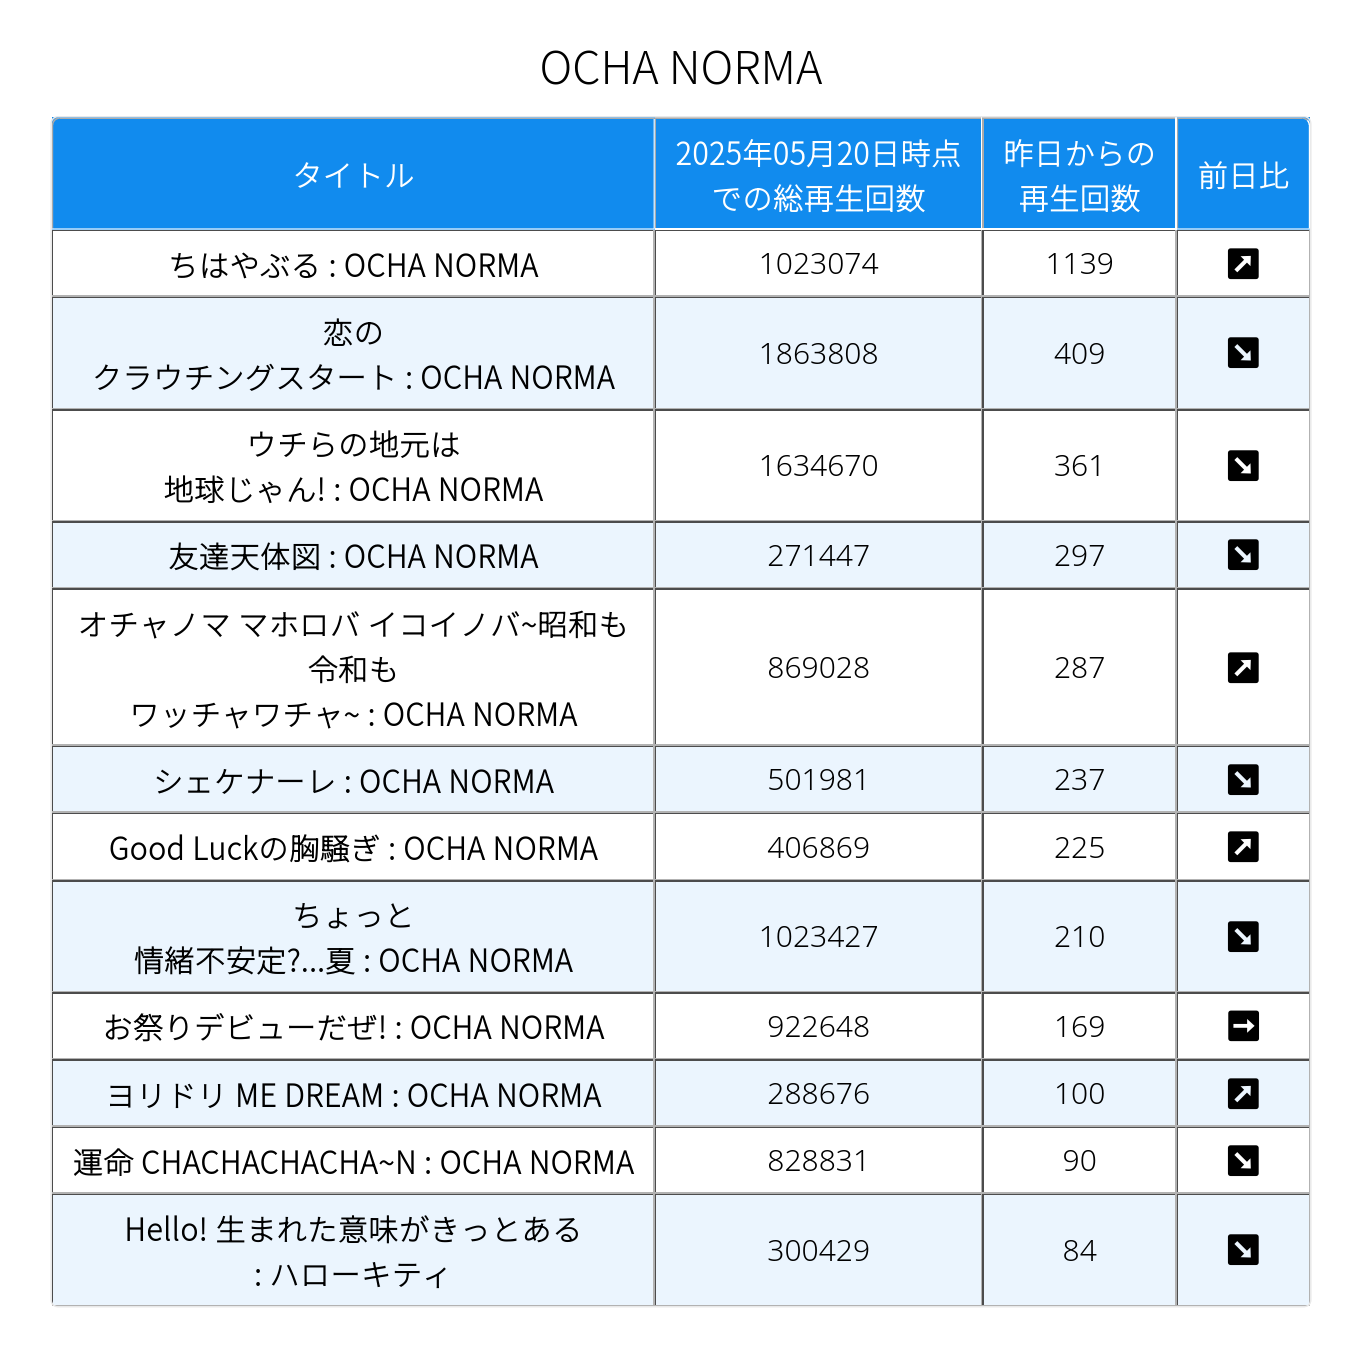 OCHA NORMA
タイトル
2025年05月20日時点
での総再生回数
昨日からの
再生回数
前日比
ちはやぶる : OCHA NORMA
1023074
1139
恋の
クラウチングスタート : OCHA NORMA
1863808
409
ウチらの地元は
地球じゃん! : OCHA NORMA
1634670
361
友達天体図 : OCHA NORMA
271447
297
オチャノマ マホロバ イコイノバ~昭和も
令和も
ワッチャワチャ~ : OCHA NORMA
869028
287
シェケナーレ : OCHA NORMA
501981
237
Good Luckの胸騒ぎ : OCHA NORMA
406869
225
ちょっと
情緒不安定?...夏 : OCHA NORMA
1023427
210
お祭りデビューだぜ! : OCHA NORMA
922648
169
ヨリドリ ME DREAM : OCHA NORMA
288676
100
運命 CHACHACHACHA~N : OCHA NORMA
828831
90
Hello! 生まれた意味がきっとある
: ハローキティ
300429
84